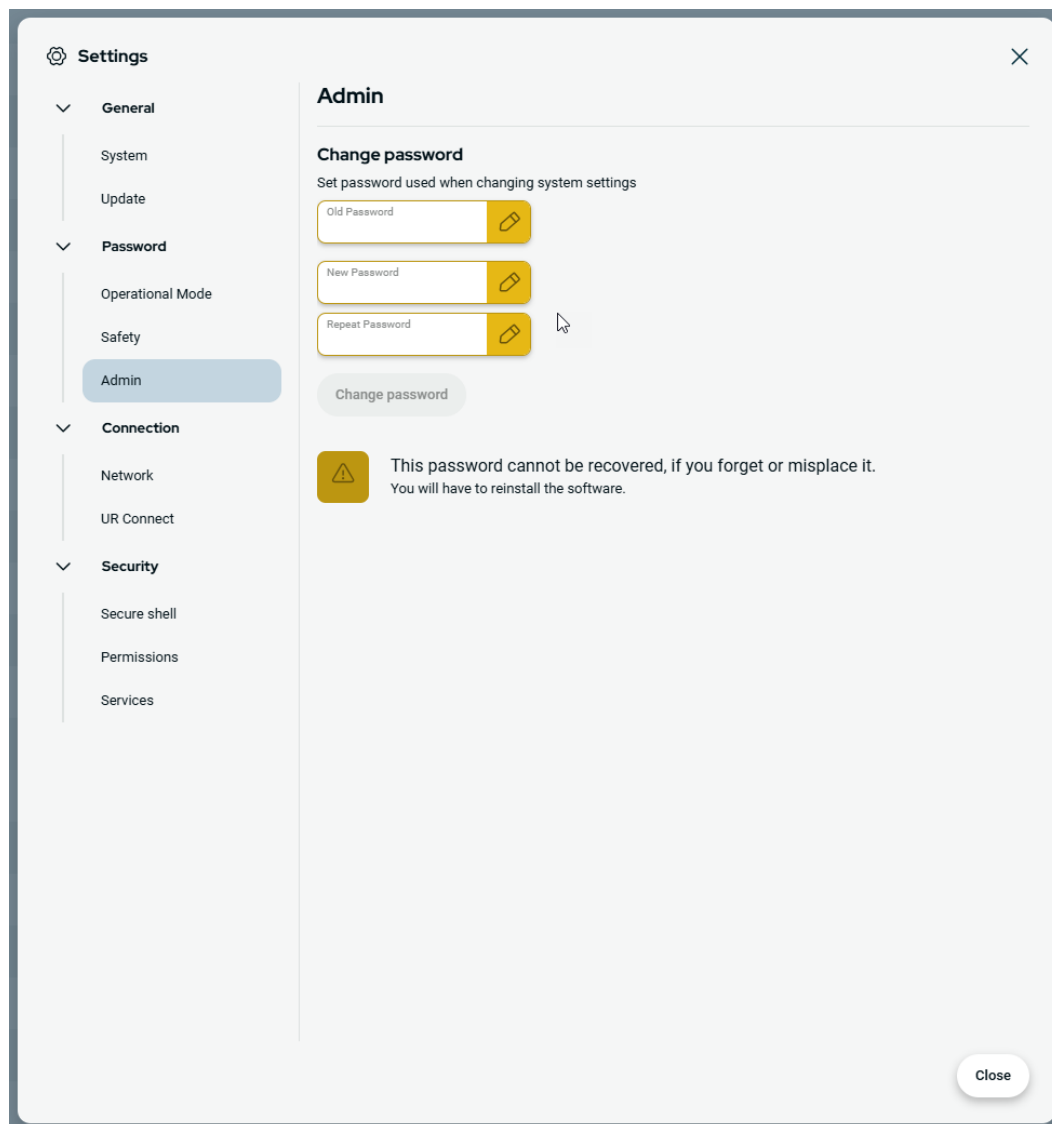 Settings
General
System
Update
Password
Operational Mode
Safety
Admin
Connection
Network
UR Connect
Security
Secure shell
Permissions
Services
Admin
Change password
Set password used when changing system settings
Old Password
New Password
Repeat Password
Change password
This password cannot be recovered, if you forget or misplace it.
You will have to reinstall the software.
Close